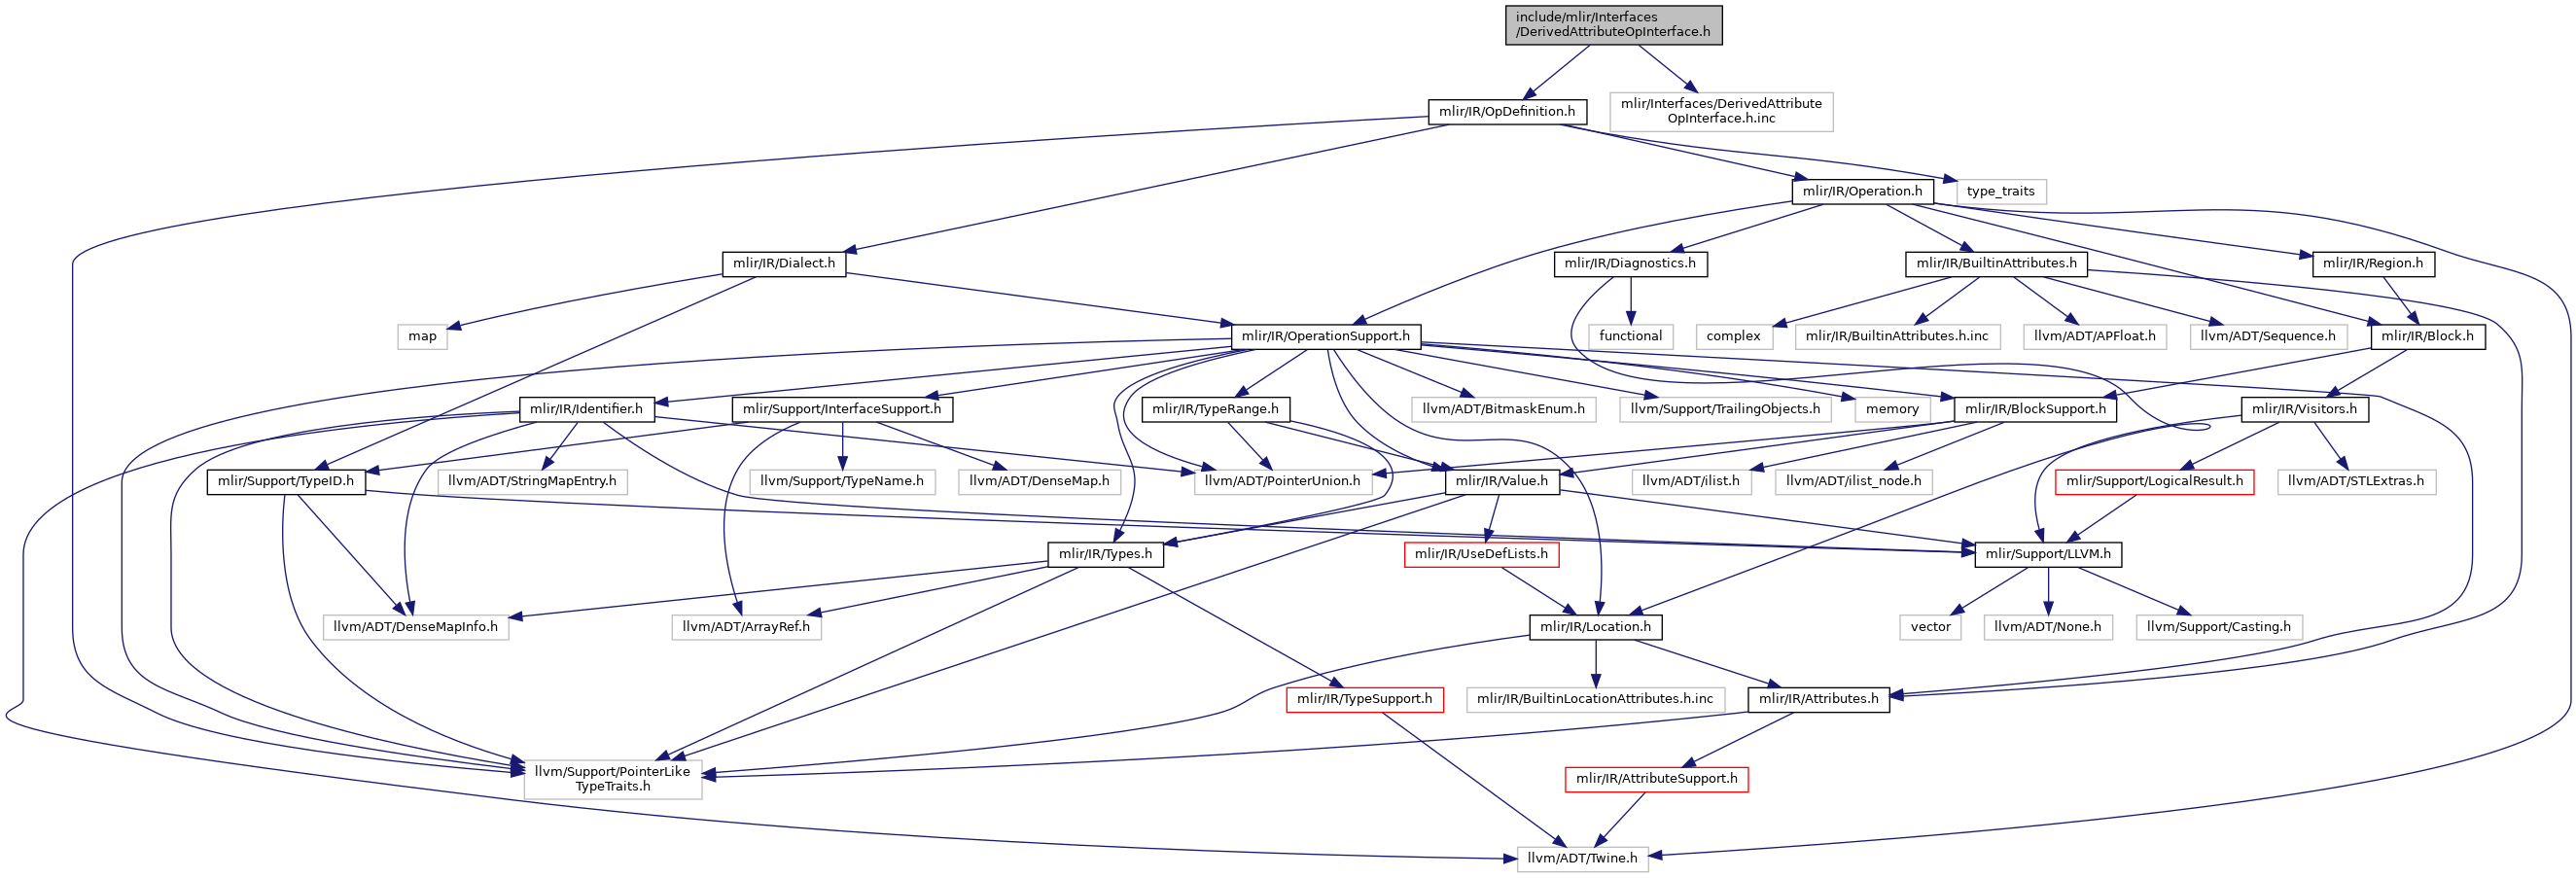 include/mlir/Interfaces
/DerivedAttributeOpInterface.h
mlir/IR/OpDefinition.h
mlir/Interfaces/DerivedAttribute
OpInterface.h.inc
mlir/IR/Operation.h
type_traits
mlir/IR/Dialect.h
mlir/IR/Diagnostics.h
mlir/IR/BuiltinAttributes.h
mlir/IR/Region.h
map
mlir/IR/OperationSupport.h
functional
complex
mlir/IR/BuiltinAttributes.h.inc
llvm/ADT/APFloat.h
llvm/ADT/Sequence.h
mlir/IR/Block.h
mlir/IR/Identifier.h
mlir/Support/InterfaceSupport.h
mlir/IR/TypeRange.h
llvm/ADT/BitmaskEnum.h
llvm/Support/TrailingObjects.h
memory
mlir/IR/BlockSupport.h
mlir/IR/Visitors.h
mlir/Support/TypeID.h
llvm/ADT/StringMapEntry.h
llvm/Support/TypeName.h
llvm/ADT/DenseMap.h
llvm/ADT/PointerUnion.h
mlir/IR/Value.h
llvm/ADT/ilist.h
llvm/ADT/ilist_node.h
mlir/Support/LogicalResult.h
llvm/ADT/STLExtras.h
mlir/IR/Types.h
mlir/IR/UseDefLists.h
mlir/Support/LLVM.h
llvm/ADT/DenseMapInfo.h
llvm/ADT/ArrayRef.h
mlir/IR/Location.h
vector
llvm/ADT/None.h
llvm/Support/Casting.h
mlir/IR/TypeSupport.h
mlir/IR/BuiltinLocationAttributes.h.inc
mlir/IR/Attributes.h
llvm/Support/PointerLike
TypeTraits.h
mlir/IR/AttributeSupport.h
llvm/ADT/Twine.h